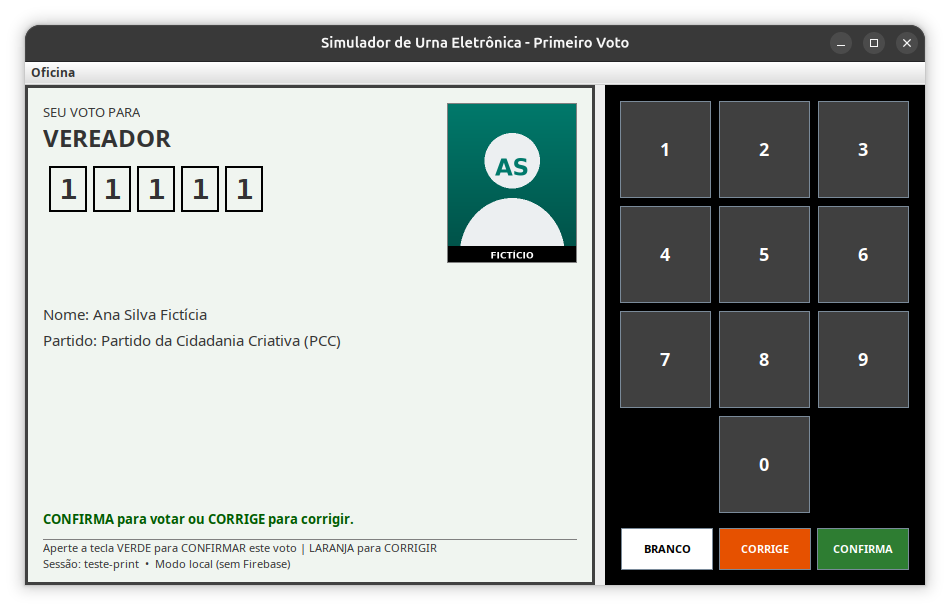 Simulador de Urna Eletrônica - Primeiro Voto
Oficina
SEU VOTO PARA
VEREADOR
1 1 1 1 1
AS
FICTÍCIO
Nome: Ana Silva Fictícia
Partido: Partido da Cidadania Criativa (PCC)
CONFIRMA para votar ou CORRIGE para corrigir.
Aperte a tecla VERDE para CONFIRMAR este voto | LARANJA para CORRIGIR
Sessão: teste-print • Modo local (sem Firebase)
1 2 3
4 5 6
7 8 9
0
BRANCO CORRIGE CONFIRMA